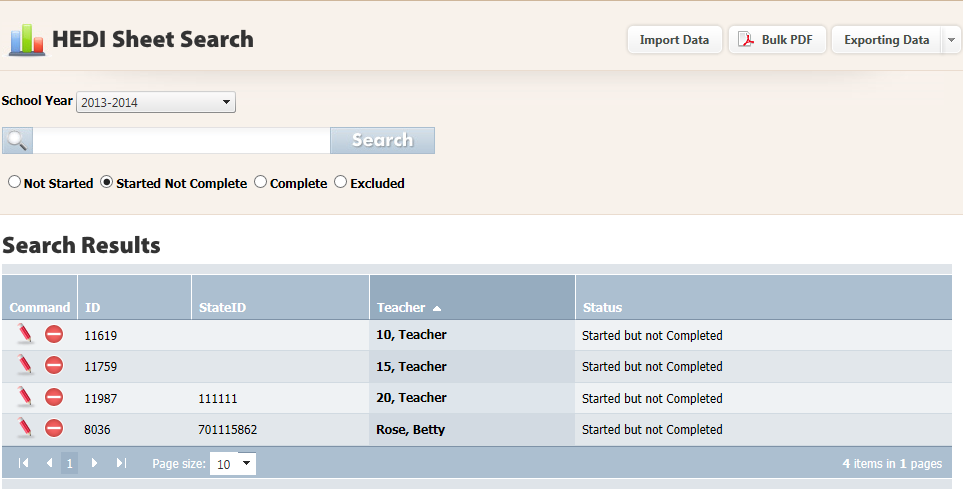 HEDI Sheet Search
Import Data Bulk PDF Exporting Data
School Year 2013-2014
Search
Not Started Started Not Complete Complete Excluded
Search Results
Command ID StateID Teacher Status
11619 10, Teacher Started but not Completed
11759 15, Teacher Started but not Completed
11987 111111 20, Teacher Started but not Completed
8036 701115862 Rose, Betty Started but not Completed
1 Page size: 10 4 items in 1 pages